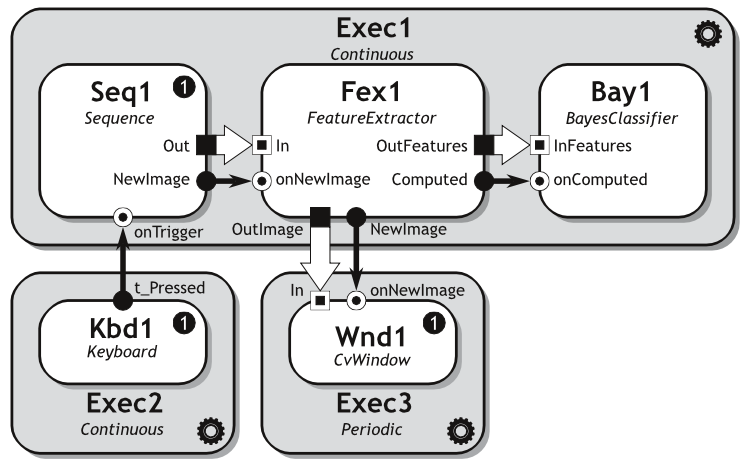 Exec1
Continuous
Seq1 1
Sequence
Fex1
FeatureExtractor
Bay1
BayesClassifier
Out
In
OutFeatures
InFeatures
NewImage
onNewImage
Computed
onComputed
onTrigger
OutImage
NewImage
t_Pressed
In
onNewImage
Kbd1 1
Keyboard
Wnd1 1
CvWindow
Exec2
Continuous
Exec3
Periodic